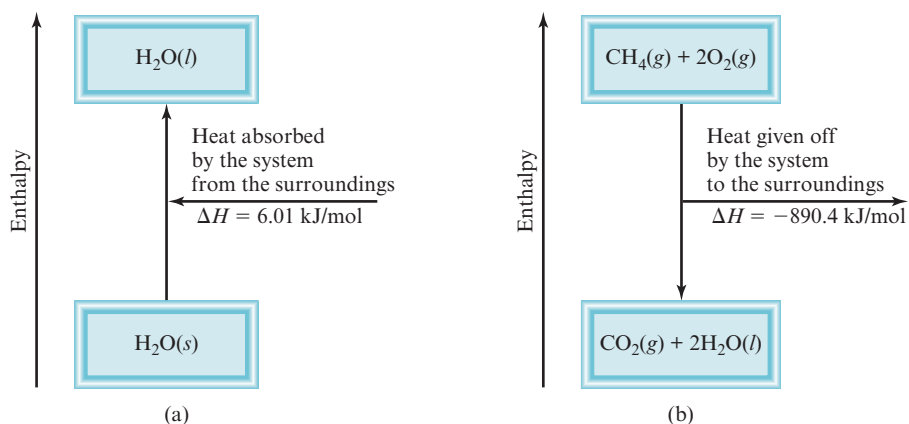 Enthalpy
H₂O(l)
Heat absorbed
by the system
from the surroundings
ΔH = 6.01 kJ/mol
H₂O(s)
(a)
Enthalpy
CH₄(g) + 2O₂(g)
Heat given off
by the system
to the surroundings
ΔH = −890.4 kJ/mol
CO₂(g) + 2H₂O(l)
(b)